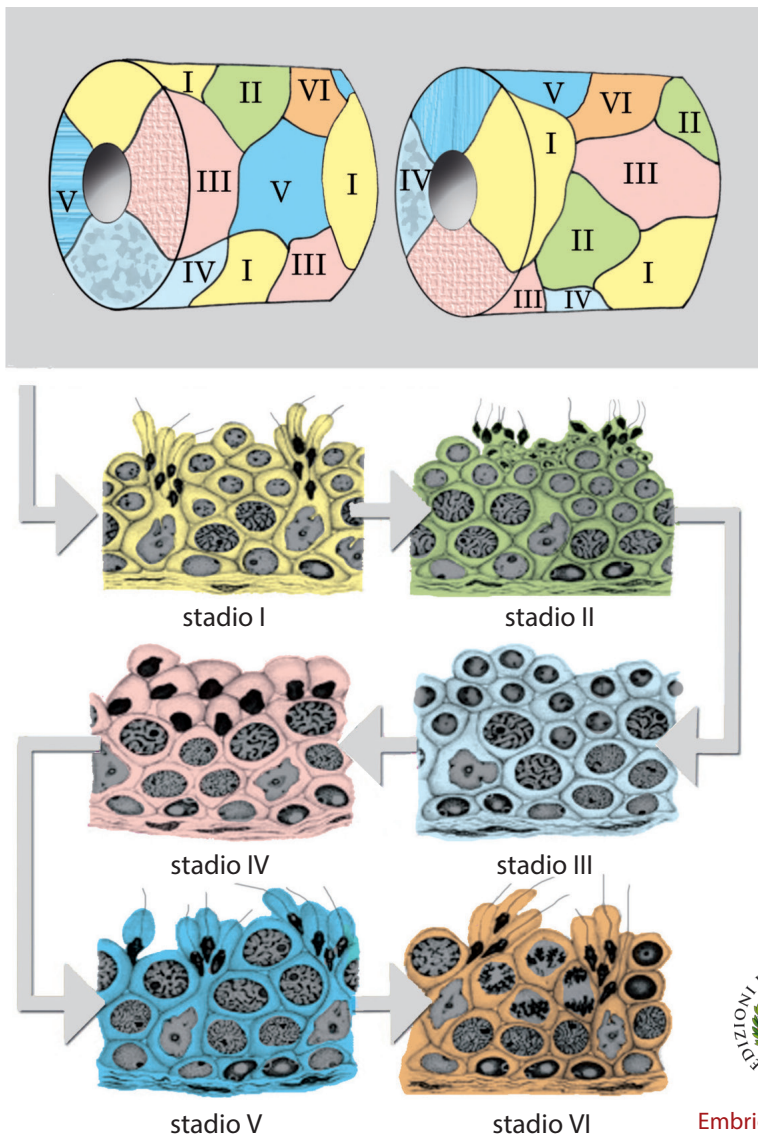 I II VI
V III V I
IV I III
V VI II
IV I III
II I
III IV
stadio I stadio II
stadio IV stadio III
stadio V stadio VI
EDIZIONI
Embri